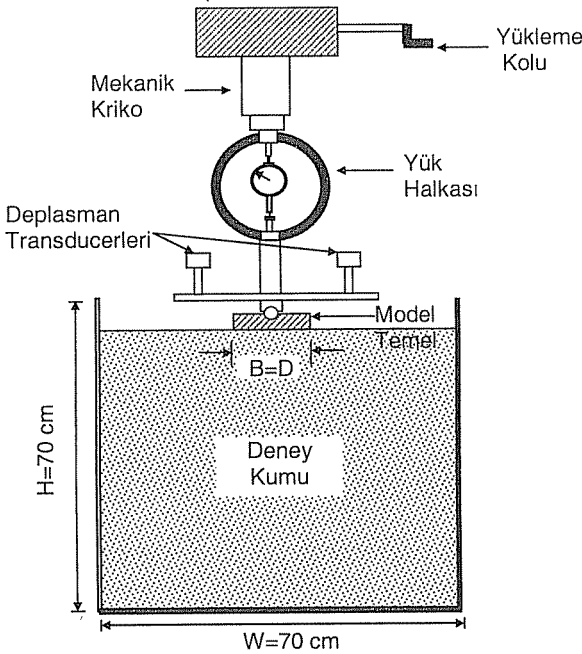 Yükleme
Kolu
Mekanik
Kriko
Yük
Halkası
Deplasman
Transducerleri
Model
Temel
B=D
H=70 cm
Deney
Kumu
W=70 cm